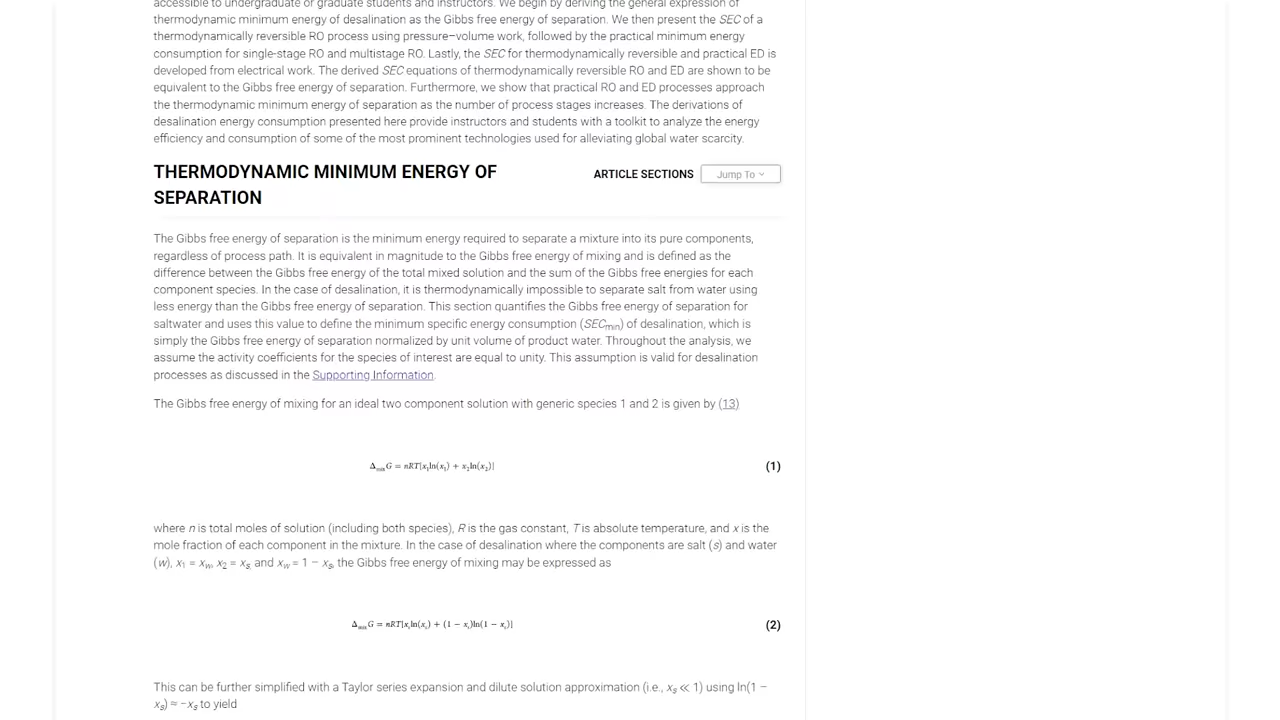 accessible to undergraduate or graduate students and instructors. We begin by deriving the general expression of
thermodynamic minimum energy of desalination as the Gibbs free energy of separation. We then present the SEC of a
thermodynamically reversible RO process using pressure–volume work, followed by the practical minimum energy
consumption for single-stage RO and multistage RO. Lastly, the SEC for thermodynamically reversible and practical ED is
developed from electrical work. The derived SEC equations of thermodynamically reversible RO and ED are shown to be
equivalent to the Gibbs free energy of separation. Furthermore, we show that practical RO and ED processes approach
the thermodynamic minimum energy of separation as the number of process stages increases. The derivations of
desalination energy consumption presented here provide instructors and students with a toolkit to analyze the energy
efficiency and consumption of some of the most prominent technologies used for alleviating global water scarcity.
THERMODYNAMIC MINIMUM ENERGY OF
SEPARATION
ARTICLE SECTIONS Jump To
The Gibbs free energy of separation is the minimum energy required to separate a mixture into its pure components,
regardless of process path. It is equivalent in magnitude to the Gibbs free energy of mixing and is defined as the
difference between the Gibbs free energy of the total mixed solution and the sum of the Gibbs free energies for each
component species. In the case of desalination, it is thermodynamically impossible to separate salt from water using
less energy than the Gibbs free energy of separation. This section quantifies the Gibbs free energy of separation for
saltwater and uses this value to define the minimum specific energy consumption (SECmin) of desalination, which is
simply the Gibbs free energy of separation normalized by unit volume of product water. Throughout the analysis, we
assume the activity coefficients for the species of interest are equal to unity. This assumption is valid for desalination
processes as discussed in the Supporting Information.
The Gibbs free energy of mixing for an ideal two component solution with generic species 1 and 2 is given by (13)
ΔminG = nRT[x1ln(x1) + x2ln(x2)] (1)
where n is total moles of solution (including both species), R is the gas constant, T is absolute temperature, and x is the
mole fraction of each component in the mixture. In the case of desalination where the components are salt (s) and water
(w), x1 = xw, x2 = xs, and xw = 1 − xs, the Gibbs free energy of mixing may be expressed as
ΔminG = nRT[xsln(xs) + (1 − xs)ln(1 − xs)] (2)
This can be further simplified with a Taylor series expansion and dilute solution approximation (i.e., xs ≪ 1) using ln(1 −
xs) ≈ −xs to yield